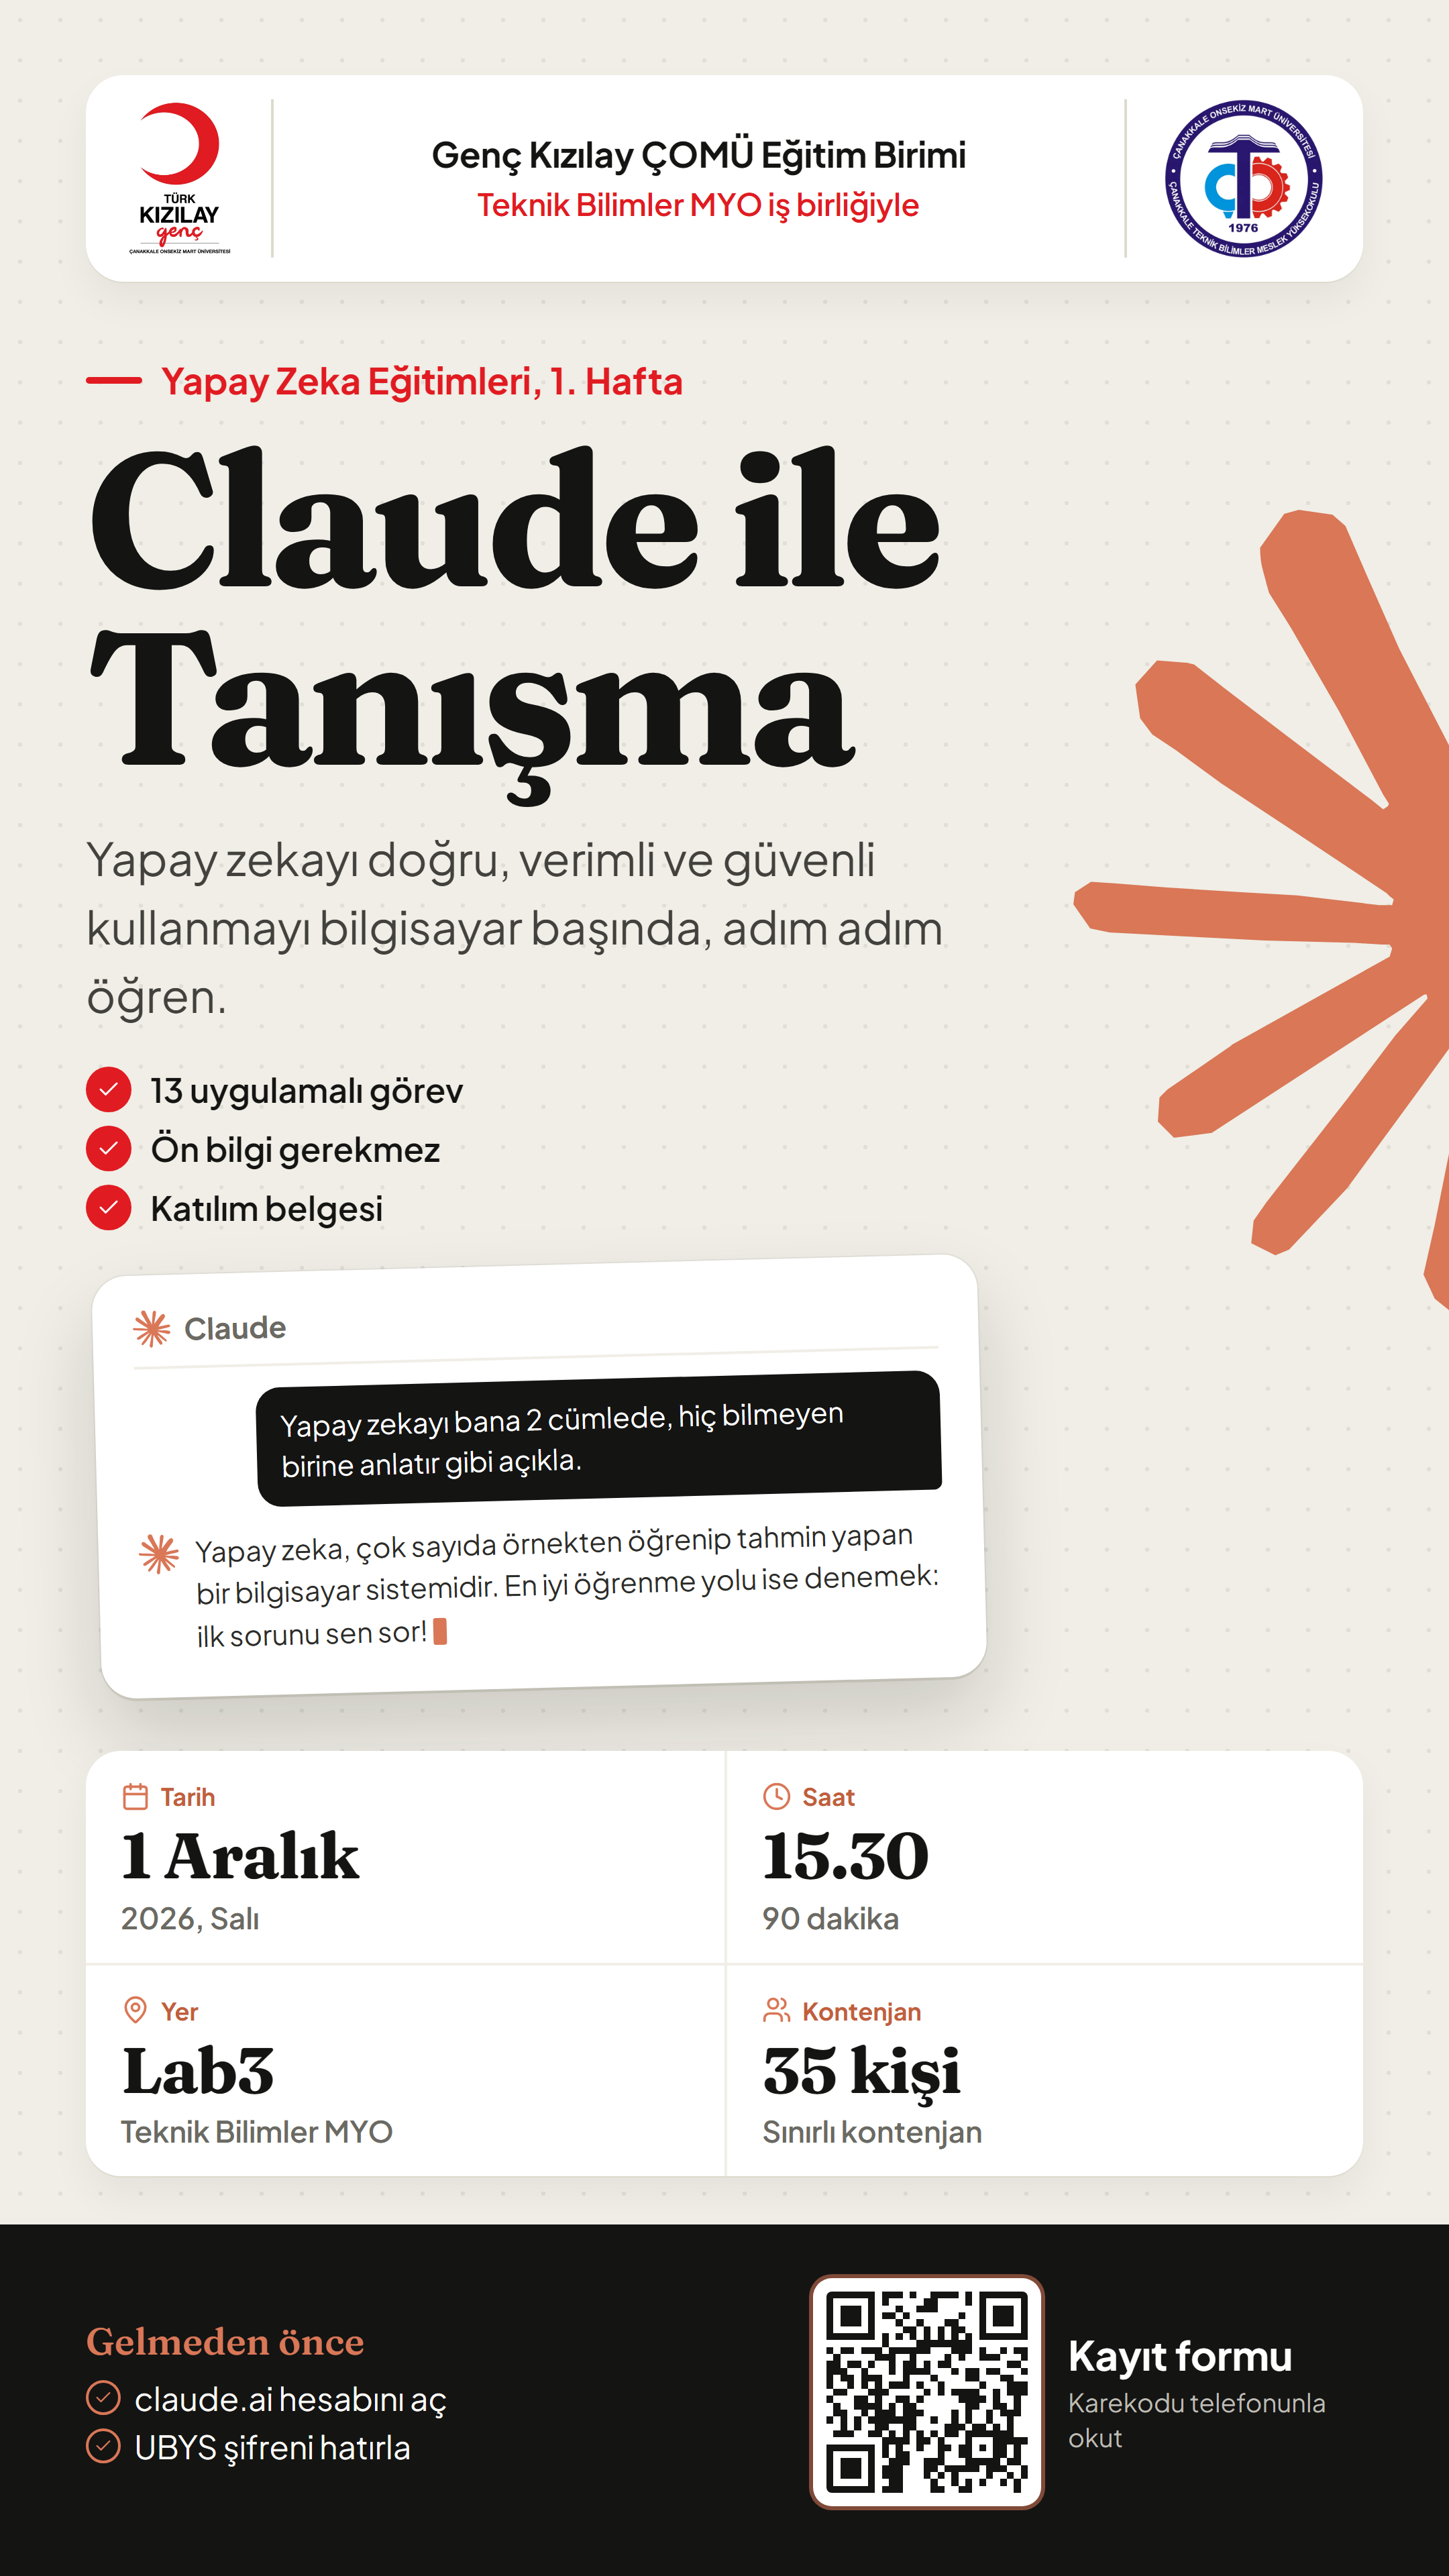 TÜRK
KIZILAY
genç
ÇANAKKALE ONSEKİZ MART ÜNİVERSİTESİ
Genç Kızılay ÇOMÜ Eğitim Birimi
Teknik Bilimler MYO iş birliğiyle
ÇANAKKALE ONSEKİZ MART ÜNİVERSİTESİ
ÇANAKKALE TEKNİK BİLİMLER MESLEK YÜKSEKOKULU
1976
Yapay Zeka Eğitimleri, 1. Hafta
Claude ile
Tanışma
Yapay zekayı doğru, verimli ve güvenli
kullanmayı bilgisayar başında, adım adım
öğren.
13 uygulamalı görev
Ön bilgi gerekmez
Katılım belgesi
Claude
Yapay zekayı bana 2 cümlede, hiç bilmeyen
birine anlatır gibi açıkla.
Yapay zeka, çok sayıda örnekten öğrenip tahmin yapan
bir bilgisayar sistemidir. En iyi öğrenme yolu ise denemek:
ilk sorunu sen sor!
Tarih
1 Aralık
2026, Salı
Saat
15.30
90 dakika
Yer
Lab3
Teknik Bilimler MYO
Kontenjan
35 kişi
Sınırlı kontenjan
Gelmeden önce
claude.ai hesabını aç
UBYS şifreni hatırla
Kayıt formu
Karekodu telefonunla
okut